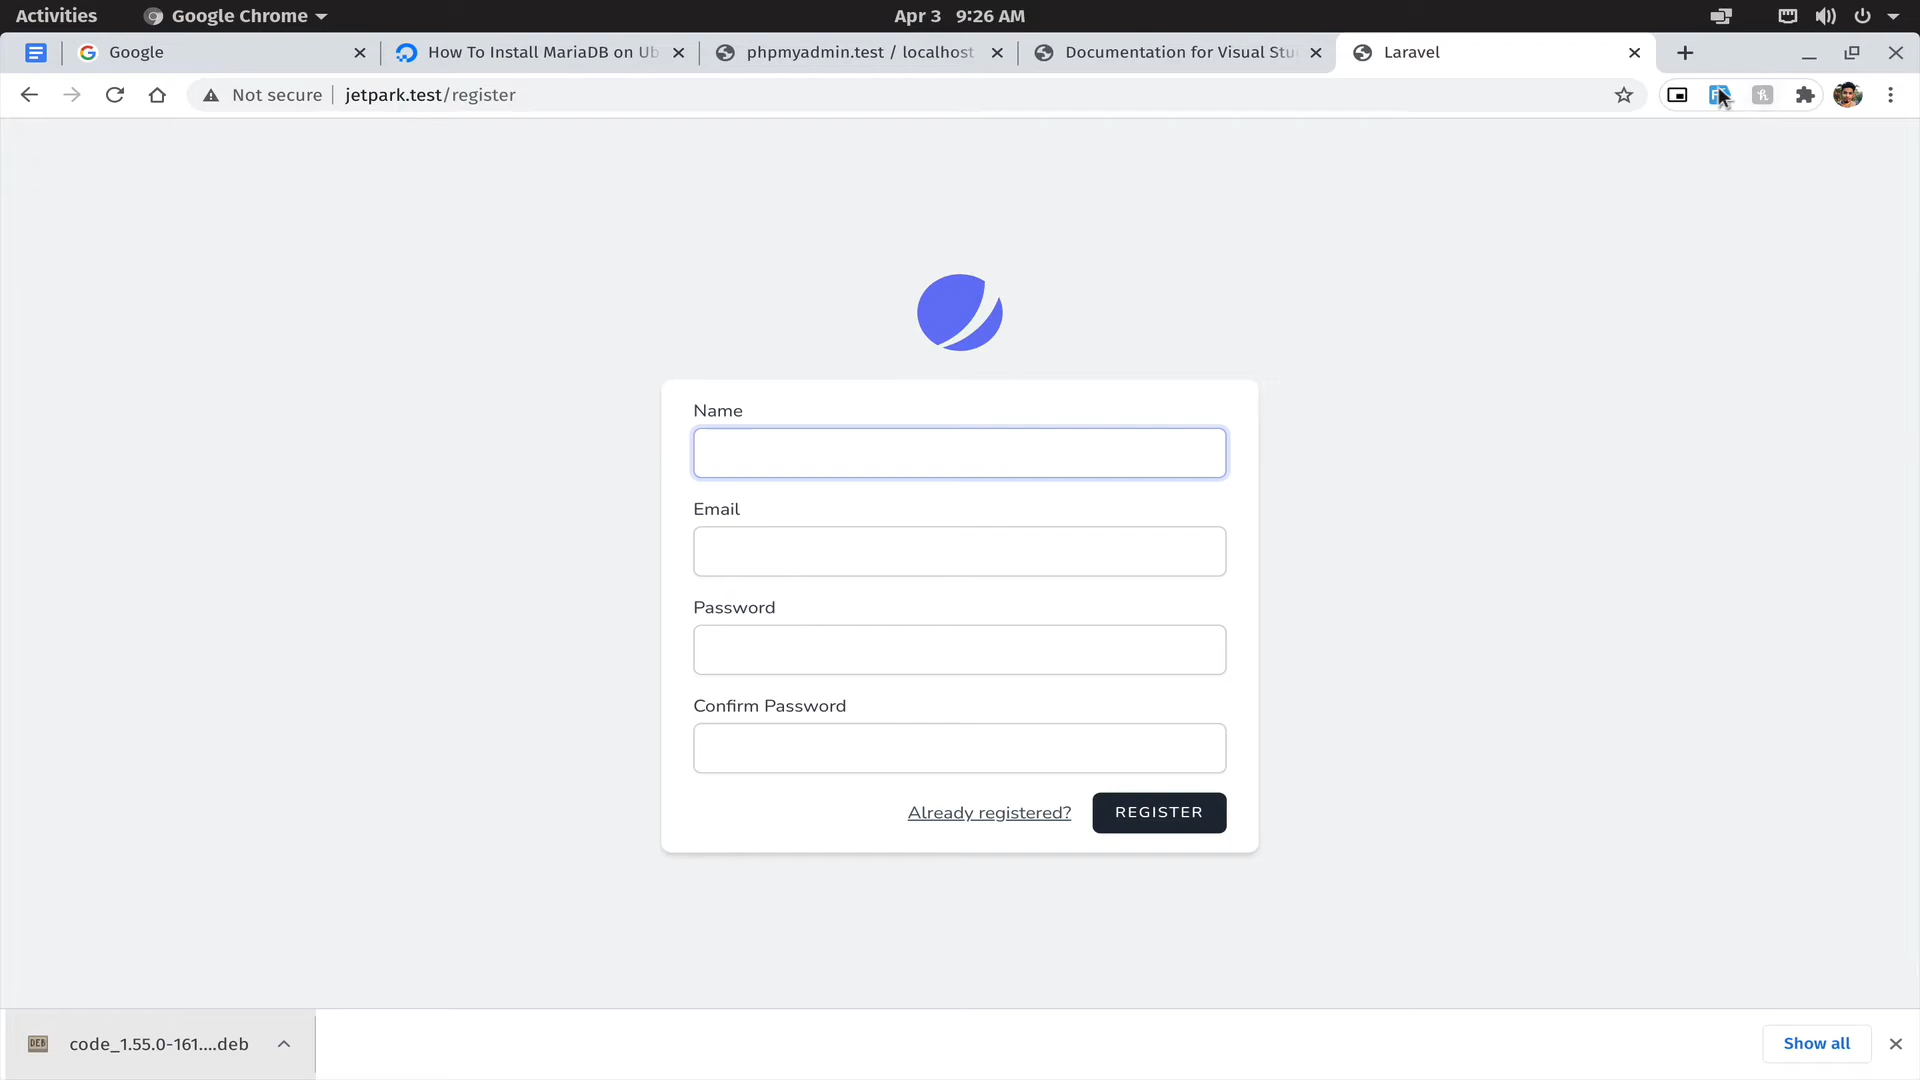 Activities
Google Chrome
Apr 3 9:26 AM
Google
How To Install MariaDB on Ub
phpmyadmin.test / localhost
Documentation for Visual Stu
Laravel
Not secure
jetpark.test/register
Name
Email
Password
Confirm Password
Already registered?
REGISTER
DEB
code_1.55.0-161....deb
Show all